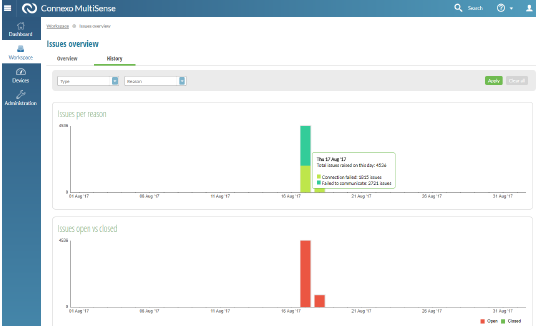 Connexo MultiSense
Search
Dashboard
Workspace
Devices
Administration
Workspace Issues overview
Issues overview
Overview History
Type Reason Apply Clear all
Issues per reason
4536
0
01 Aug '17 06 Aug '17 11 Aug '17 16 Aug '17 21 Aug '17 26 Aug '17 31 Aug '17
Thu 17 Aug '17
Total issues raised on this day: 4536
Connection failed: 1815 issues
Failed to communicate: 2721 issues
Issues open vs closed
4536
0
01 Aug '17 06 Aug '17 11 Aug '17 16 Aug '17 21 Aug '17 26 Aug '17 31 Aug '17
Open Closed